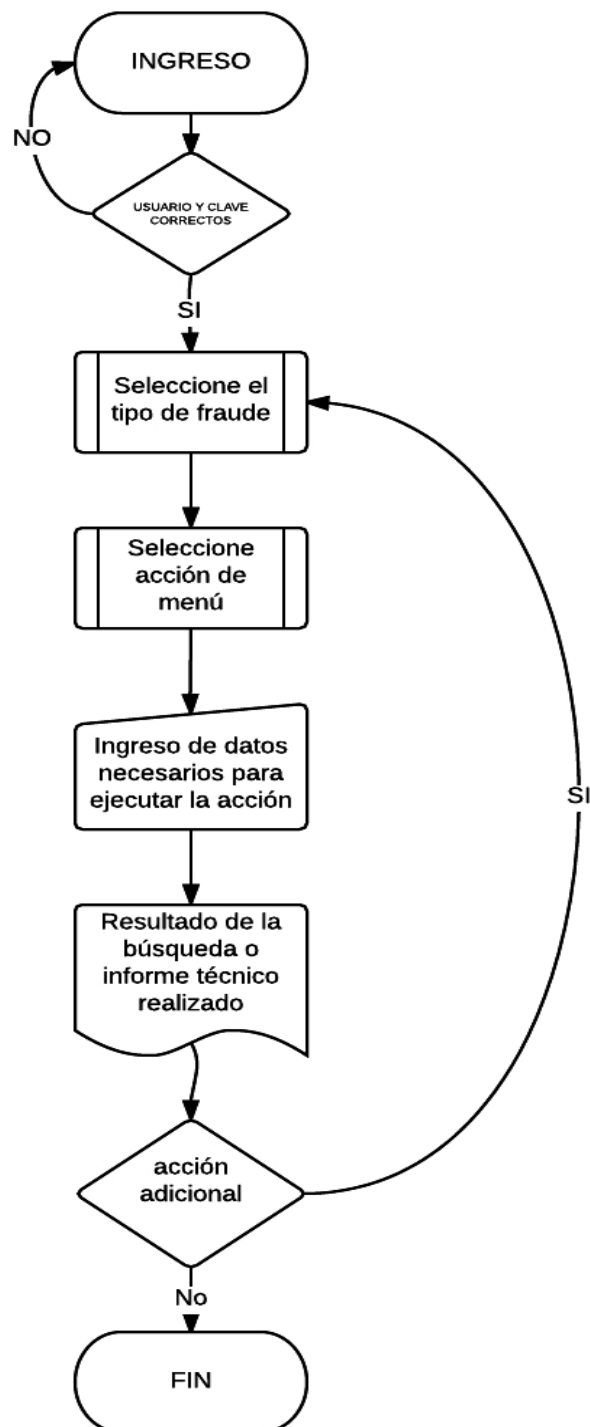 INGRESO
NO
USUARIO Y CLAVE
CORRECTOS
SI
Seleccione el
tipo de fraude
Seleccione
acción de
menú
Ingreso de datos
necesarios para
ejecutar la acción
SI
Resultado de la
búsqueda o
informe técnico
realizado
acción
adicional
No
FIN